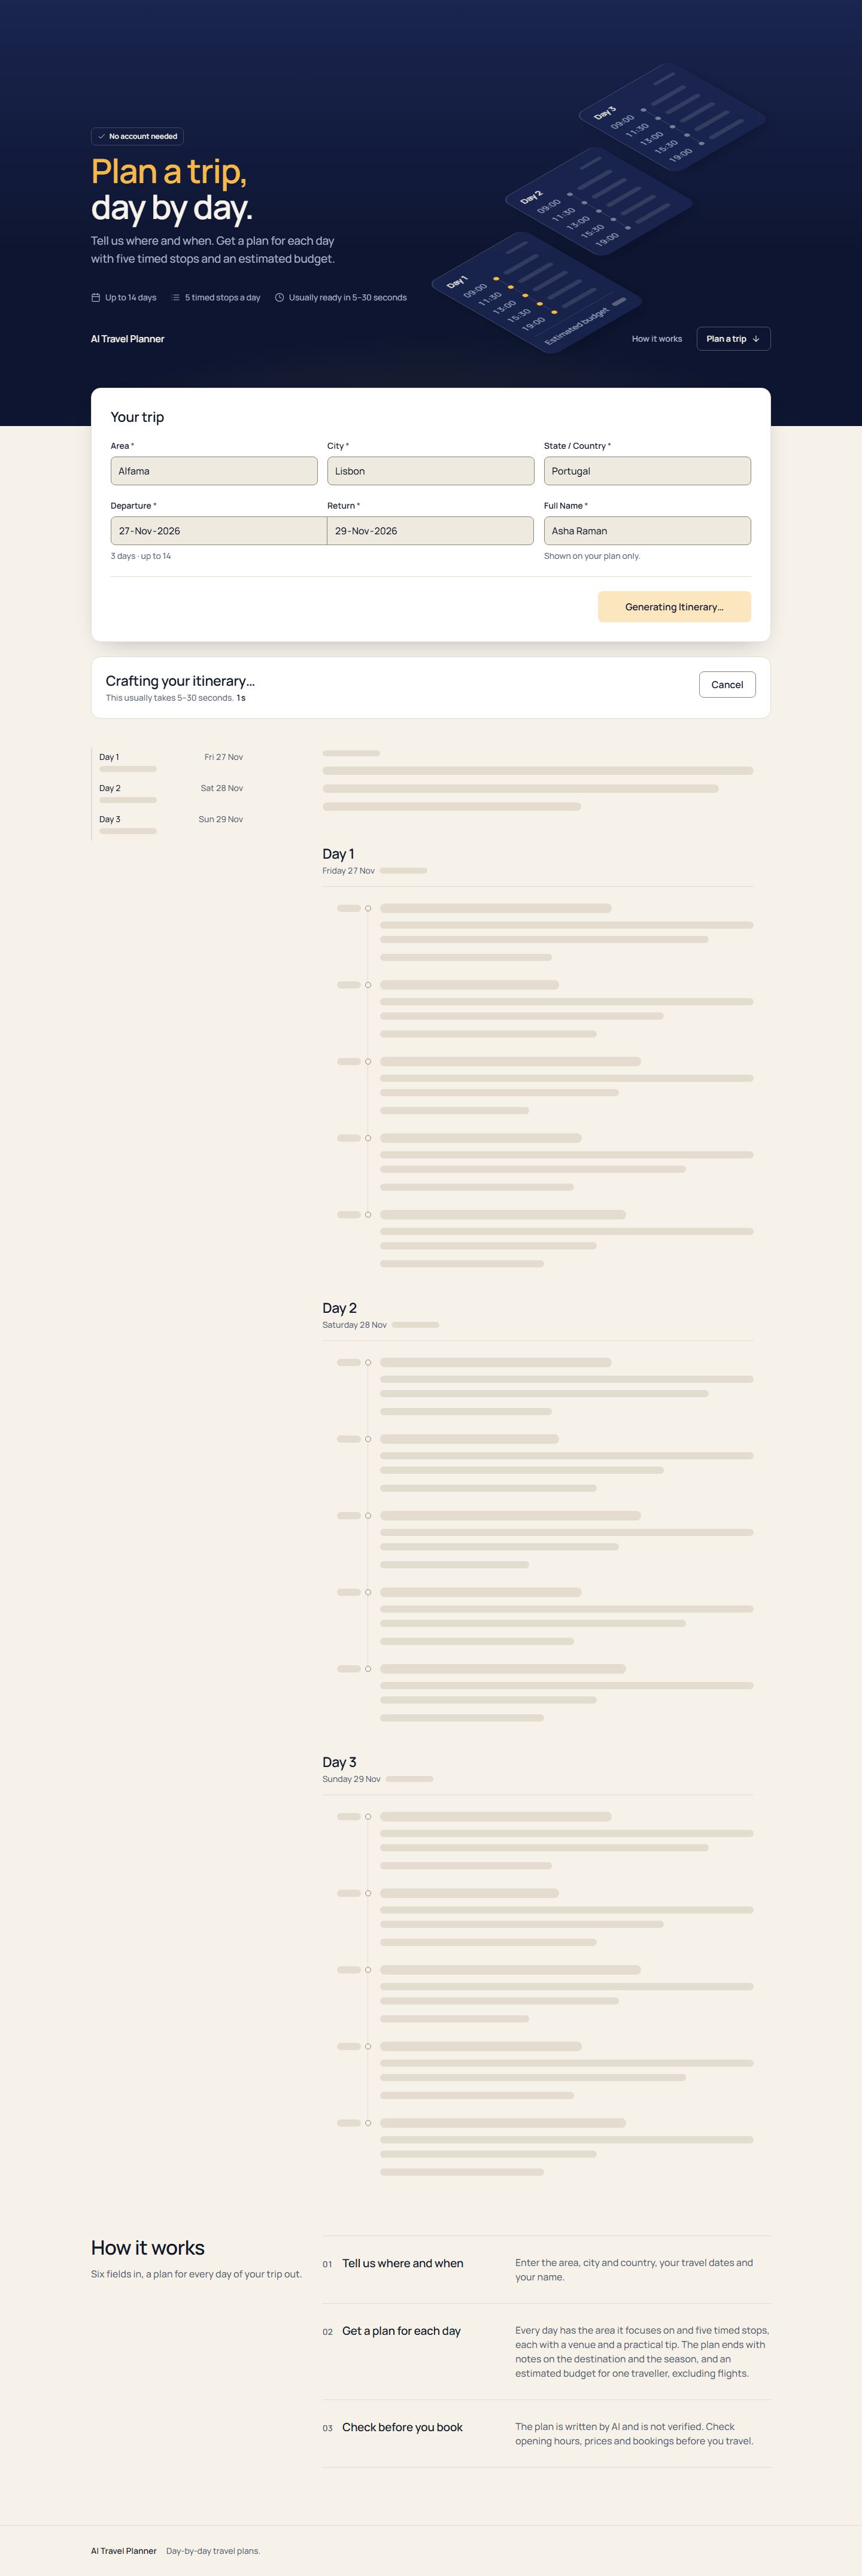 No account needed
Plan a trip,
day by day.
Tell us where and when. Get a plan for each day
with five timed stops and an estimated budget.
Up to 14 days
5 timed stops a day
Usually ready in 5–30 seconds
Day 3
09:00
11:30
13:00
15:30
19:00
Day 2
09:00
11:30
13:00
15:30
19:00
Day 1
09:00
11:30
13:00
15:30
19:00
Estimated budget
AI Travel Planner
How it works
Plan a trip
Your trip
Area *
City *
State / Country *
Alfama
Lisbon
Portugal
Departure *
Return *
Full Name *
27-Nov-2026
29-Nov-2026
Asha Raman
3 days · up to 14
Shown on your plan only.
Generating Itinerary…
Crafting your itinerary…
This usually takes 5–30 seconds. 1s
Cancel
Day 1 Fri 27 Nov
Day 2 Sat 28 Nov
Day 3 Sun 29 Nov
Day 1
Friday 27 Nov
Day 2
Saturday 28 Nov
Day 3
Sunday 29 Nov
How it works
Six fields in, a plan for every day of your trip out.
01 Tell us where and when
Enter the area, city and country, your travel dates and
your name.
02 Get a plan for each day
Every day has the area it focuses on and five timed stops,
each with a venue and a practical tip. The plan ends with
notes on the destination and the season, and an
estimated budget for one traveller, excluding flights.
03 Check before you book
The plan is written by AI and is not verified. Check
opening hours, prices and bookings before you travel.
AI Travel Planner Day-by-day travel plans.